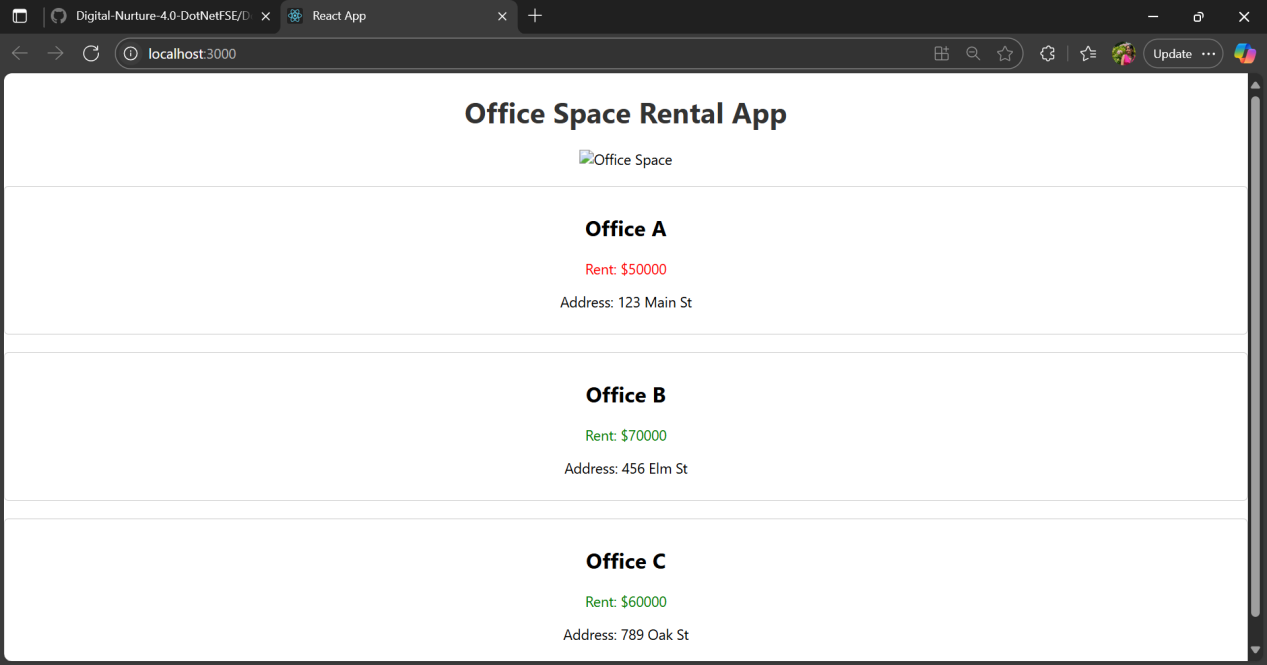 Digital-Nurture-4.0-DotNetFSE/D
React App
localhost:3000
Update
Office Space Rental App
Office Space
Office A
Rent: $50000
Address: 123 Main St
Office B
Rent: $70000
Address: 456 Elm St
Office C
Rent: $60000
Address: 789 Oak St